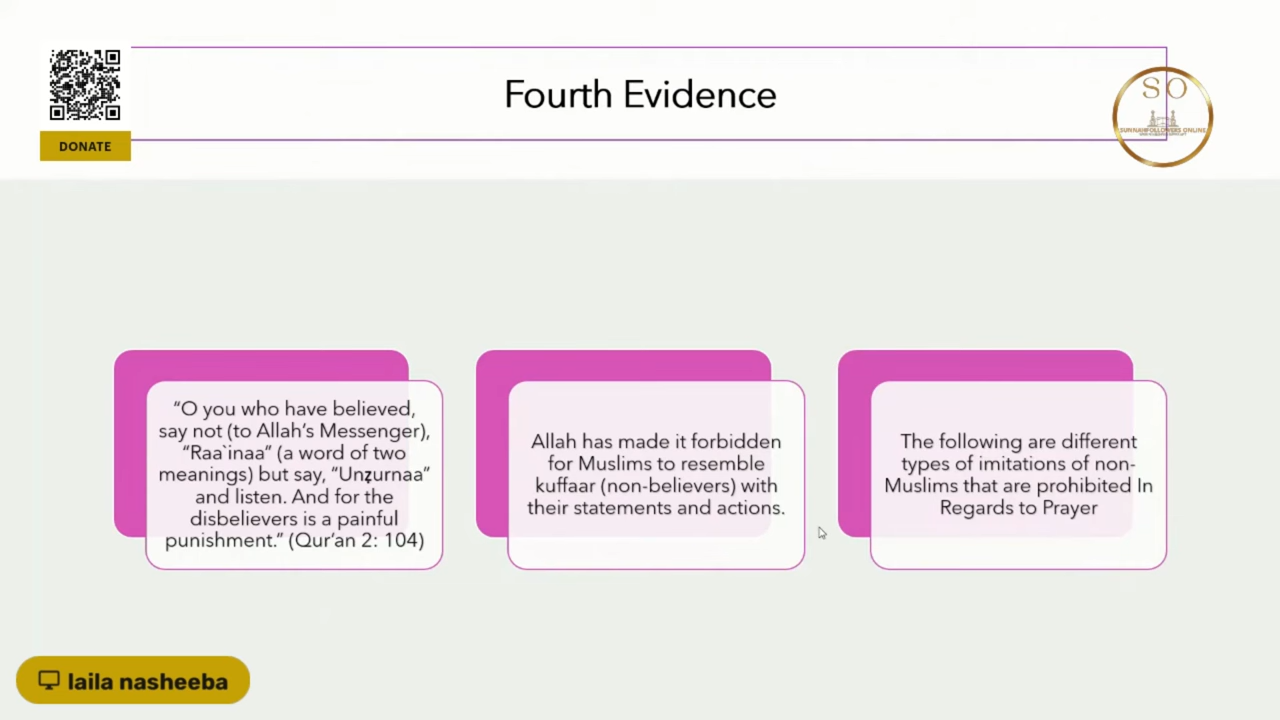 Fourth Evidence
DONATE
S O
SUNNAHFOLLOWERS ONLINE
“O you who have believed,
say not (to Allah’s Messenger),
“Raa`inaa” (a word of two
meanings) but say, “Unẓurnaa”
and listen. And for the
disbelievers is a painful
punishment.” (Qur’an 2: 104)
Allah has made it forbidden
for Muslims to resemble
kuffaar (non-believers) with
their statements and actions.
The following are different
types of imitations of non-
Muslims that are prohibited In
Regards to Prayer
laila nasheeba